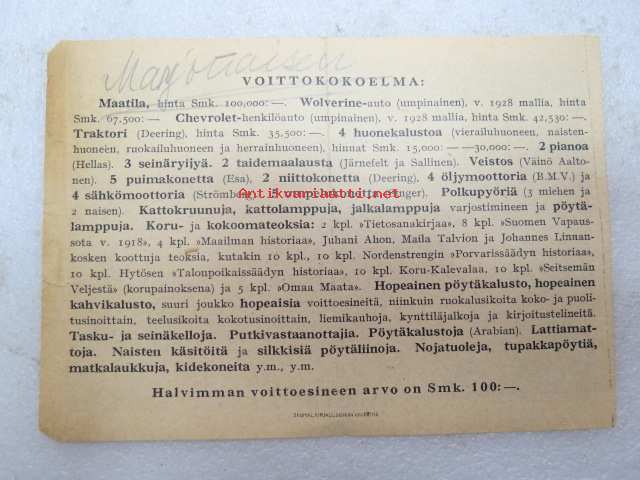 VOITTOKOKOELMA:
Maatila, hinta Smk. 100,000: —. Wolverine-auto (umpinainen), v. 1928 mallia, hinta
Smk. 67,500: — Chevrolet-henkilöauto (umpinainen), v. 1928 mallia, hinta Smk. 42,530: —.
Traktori (Deering), hinta Smk. 35.500: —. 4 huonekalustoa (vierailuhuoneen, naisten-
huoneen, ruokailuhuoneen ja herrainhuoneen), hinnat Smk. 15,000 — —30,000: —. 2 pianoa
(Hellas). 3 seinäryijyä. 2 taidemaalausta (Järnefelt ja Sallinen). Veistos (Väinö Aalto-
nen). 5 puimakonetta (Esa). 2 niittokonetta (Deering). 4 öljymoottoria (B.M.V.) ja
4 sähkömoottoria 5 Polkupyöriä (3 miehen ja
Antikvariaatti.net
2 naisen). Kattokruunuja, kattolamppuja, jalkalamppuja varjostimineen ja pöytä-
lamppuja. Koru- ja kokoomateoksia: 2 kpl. »Tietosanakirjaa», 8 kpl. »Suomen Vapaus-
sota v. 1918», 4 kpl. »Maailman historiaa», Juhani Ahon, Maila Talvion ja Johannes Linnan-
kosken koottuja teoksia, kutakin 10 kpl., 10 kpl. Nordenstrengin »Porvarissäädyn historiaa»,
10 kpl. Hytösen »Talonpoikaissäädyn historiaa», 10 kpl. Koru-Kalevalaa, 10 kpl. »Seitsemän
Veljestä» (korupainoksena) ja 5 kpl. »Omaa Maata». Hopeainen pöytäkalusto, hopeainen
kahvikalusto, suuri joukko hopeaisia voittoesineitä, niinkuin ruokalusikoita koko- ja puoli-
tusinoittain, teelusikoita kokotusinoittain, liemikauhoja, kynttiläjalkoja ja kirjoitustelineitä.
Tasku- ja seinäkelloja. Putkivastaanottajia. Pöytäkalustoja (Arabian). Lattiamat-
toja. Naisten käsitöitä ja silkkisiä pöytäliinoja. Nojatuoleja, tupakkapöytiä,
matkalaukkuja, kidekoneita y.m., y.m.
Halvimman voittoesineen arvo on Smk. 100: —.